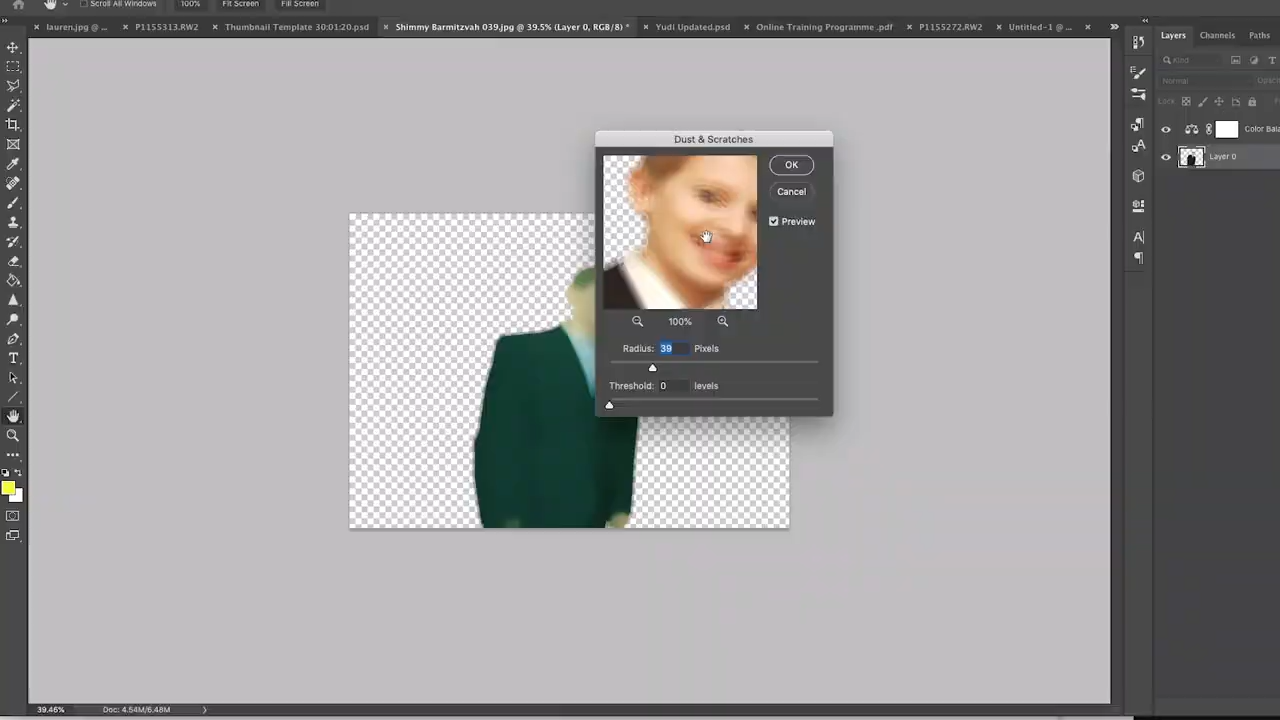 Scroll All Windows 100% Fit Screen Fill Screen
lauren.jpg @ ... P1155313.RW2 Thumbnail Template 30:01:20.psd Shimmy Barmitzvah 039.jpg @ 39.5% (Layer 0, RGB/8) * Yudi Updated.psd Online Training Programme .pdf P1155272.RW2 Untitled-1 @ ...
Layers Channels Paths
Kind
Normal Opacit
Lock
Color Bala
Layer 0
Dust & Scratches
OK
Cancel
Preview
100%
Radius: 39 Pixels
Threshold: 0 levels
39.46% Doc: 4.54M/6.48M